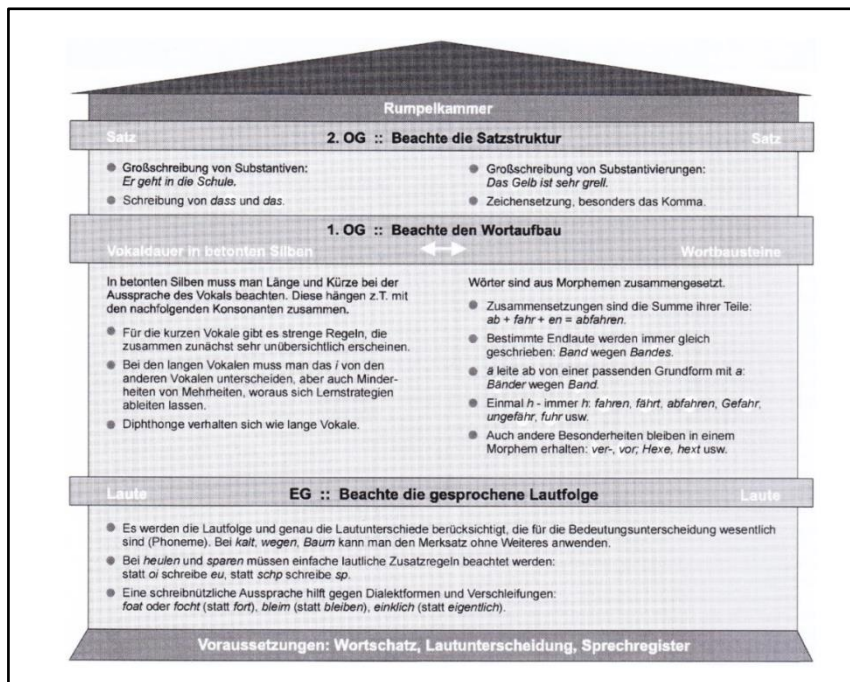 Rumpelkammer
Satz 2. OG :: Beachte die Satzstruktur Satz
● Großschreibung von Substantiven:
Er geht in die Schule.
● Schreibung von dass und das.
● Großschreibung von Substantivierungen:
Das Gelb ist sehr grell.
● Zeichensetzung, besonders das Komma.
1. OG :: Beachte den Wortaufbau
Vokaldauer in betonten Silben Wortbausteine
In betonten Silben muss man Länge und Kürze bei der
Aussprache des Vokals beachten. Diese hängen z.T. mit
den nachfolgenden Konsonanten zusammen.
● Für die kurzen Vokale gibt es strenge Regeln, die
zusammen zunächst sehr unübersichtlich erscheinen.
● Bei den langen Vokalen muss man das i von den
anderen Vokalen unterscheiden, aber auch Minder-
heiten von Mehrheiten, woraus sich Lernstrategien
ableiten lassen.
● Diphthonge verhalten sich wie lange Vokale.
Wörter sind aus Morphemen zusammengesetzt.
● Zusammensetzungen sind die Summe ihrer Teile:
ab + fahr + en = abfahren.
● Bestimmte Endlaute werden immer gleich
geschrieben: Band wegen Bandes.
● ä leite ab von einer passenden Grundform mit a:
Bänder wegen Band.
● Einmal h - immer h: fahren, fährt, abfahren, Gefahr,
ungefähr, fuhr usw.
● Auch andere Besonderheiten bleiben in einem
Morphem erhalten: ver-, vor; Hexe, hext usw.
Laute EG :: Beachte die gesprochene Lautfolge Laute
● Es werden die Lautfolge und genau die Lautunterschiede berücksichtigt, die für die Bedeutungsunterscheidung wesentlich
sind (Phoneme). Bei kalt, wegen, Baum kann man den Merksatz ohne Weiteres anwenden.
● Bei heulen und sparen müssen einfache lautliche Zusatzregeln beachtet werden:
statt oi schreibe eu, statt schp schreibe sp.
● Eine schreibnützliche Aussprache hilft gegen Dialektformen und Verschleifungen:
foat oder focht (statt fort), bleim (statt bleiben), einklich (statt eigentlich).
Voraussetzungen: Wortschatz, Lautunterscheidung, Sprechregister